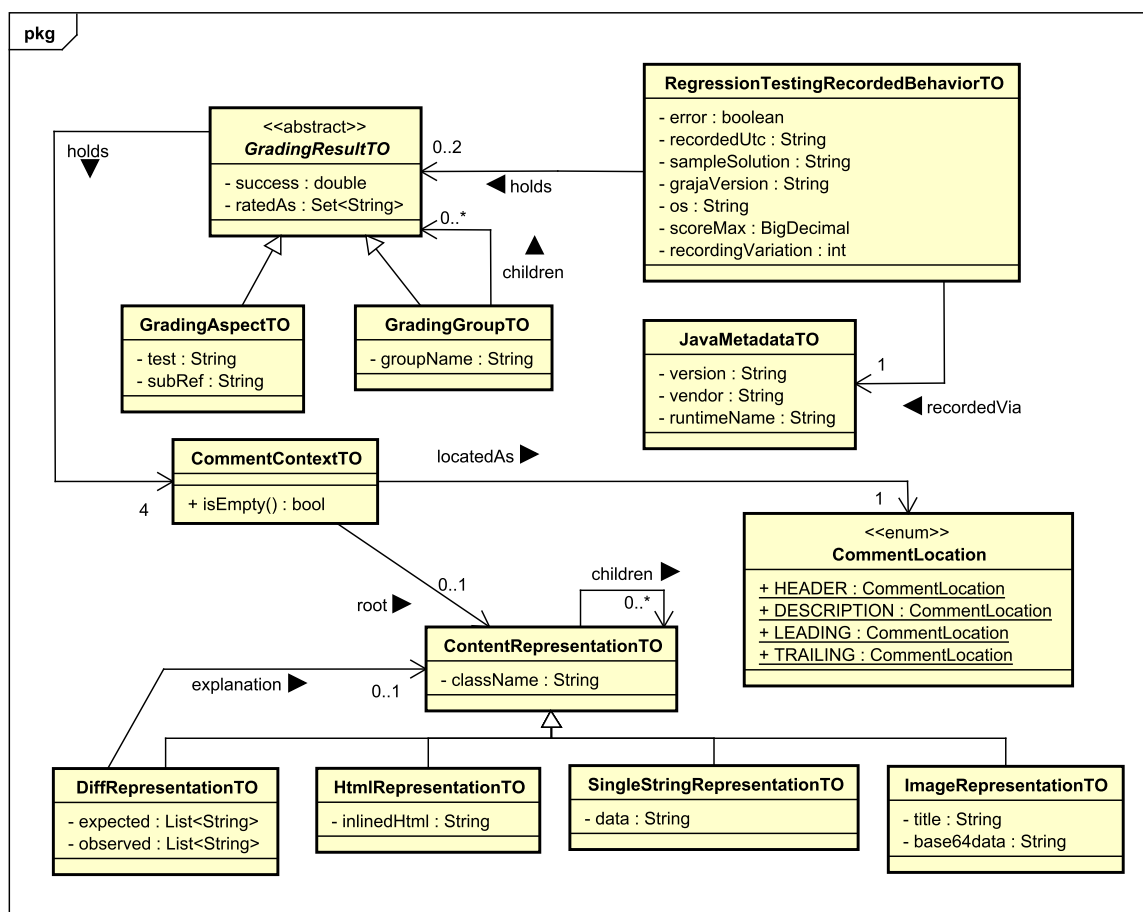 pkg
RegressionTestingRecordedBehaviorTO
- error : boolean
- recordedUtc : String
- sampleSolution : String
- grajaVersion : String
- os : String
- scoreMax : BigDecimal
- recordingVariation : int
<<abstract>>
GradingResultTO
- success : double
- ratedAs : Set<String>
holds
0..2
holds
0..*
children
GradingAspectTO
- test : String
- subRef : String
GradingGroupTO
- groupName : String
JavaMetadataTO
- version : String
- vendor : String
- runtimeName : String
1
recordedVia
CommentContextTO
+ isEmpty() : bool
4
locatedAs
1
<<enum>>
CommentLocation
+ HEADER : CommentLocation
+ DESCRIPTION : CommentLocation
+ LEADING : CommentLocation
+ TRAILING : CommentLocation
0..1
root
children
0..*
ContentRepresentationTO
- className : String
explanation
0..1
DiffRepresentationTO
- expected : List<String>
- observed : List<String>
HtmlRepresentationTO
- inlinedHtml : String
SingleStringRepresentationTO
- data : String
ImageRepresentationTO
- title : String
- base64data : String